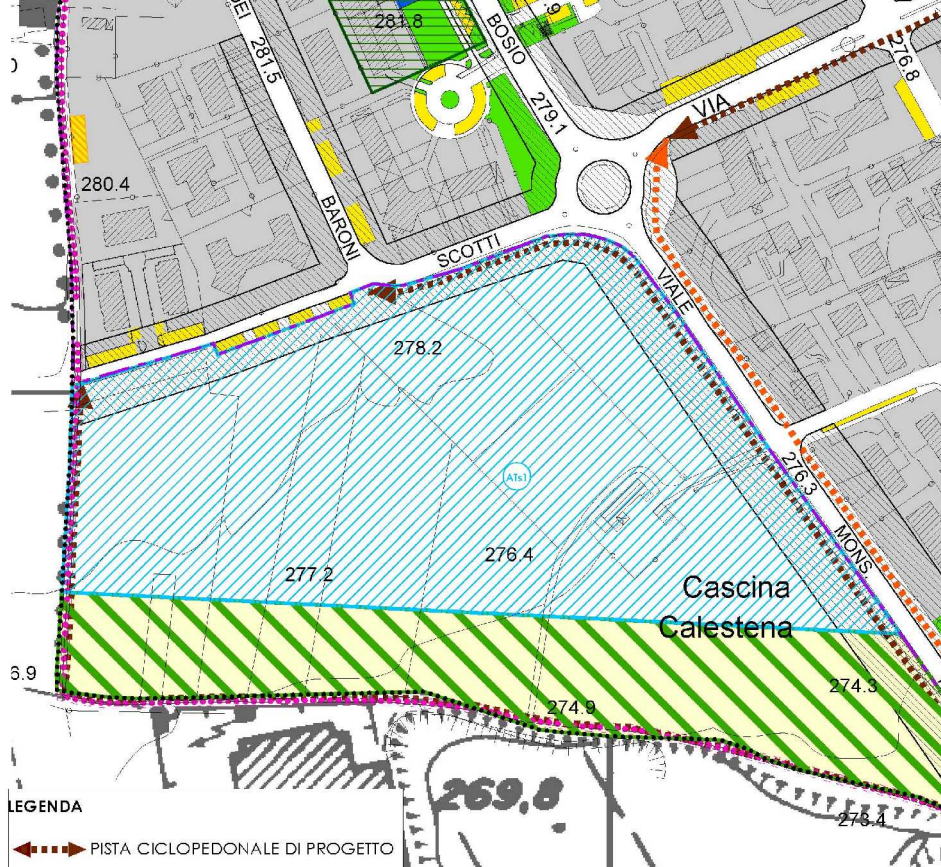 281.8
DEI
281.5
BOSIO
279.1
VIA
276.8
280.4
BARONI
SCOTTI
VIALE
278.2
ATs1
276.3
MONS
276.4
277.2
Cascina
Calestena
6.9
274.3
274.9
269,8
273.4
LEGENDA
PISTA CICLOPEDONALE DI PROGETTO